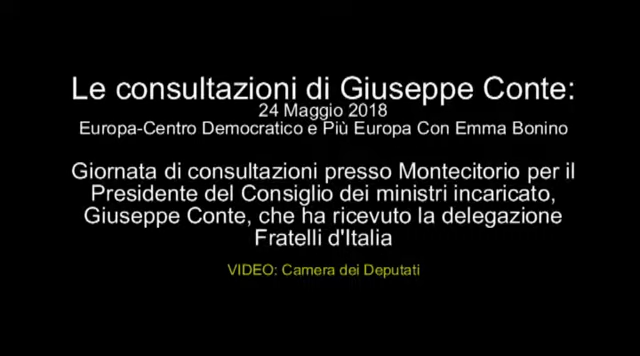 Le consultazioni di Giuseppe Conte:
24 Maggio 2018
Europa-Centro Democratico e Più Europa Con Emma Bonino
Giornata di consultazioni presso Montecitorio per il
Presidente del Consiglio dei ministri incaricato,
Giuseppe Conte, che ha ricevuto la delegazione
Fratelli d'Italia
VIDEO: Camera dei Deputati